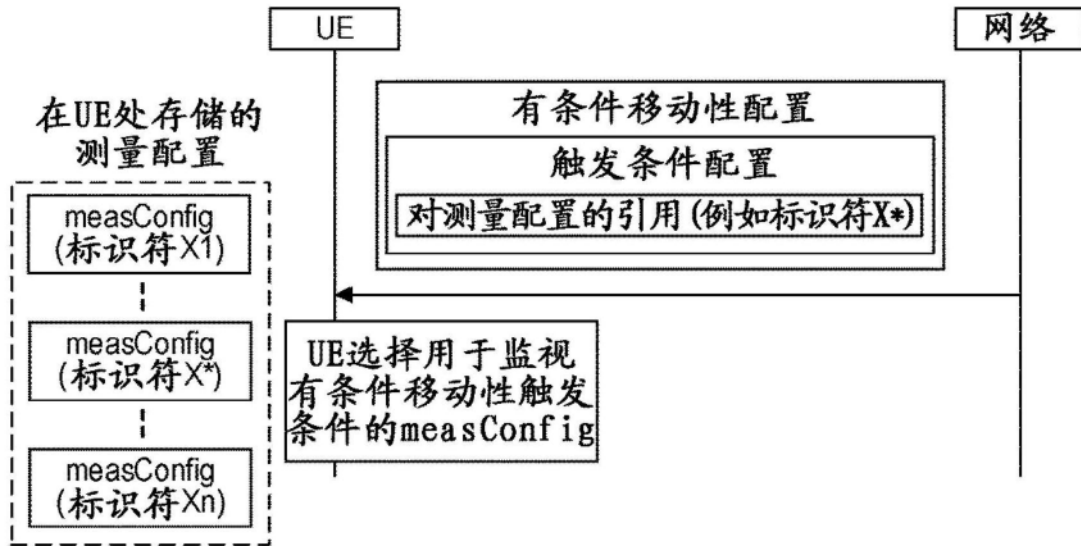 UE
网络
有条件移动性配置
触发条件配置
对测量配置的引用(例如标识符X*)
在UE处存储的
测量配置
measConfig
(标识符X1)
measConfig
(标识符X*)
measConfig
(标识符Xn)
UE选择用于监视
有条件移动性触发
条件的measConfig